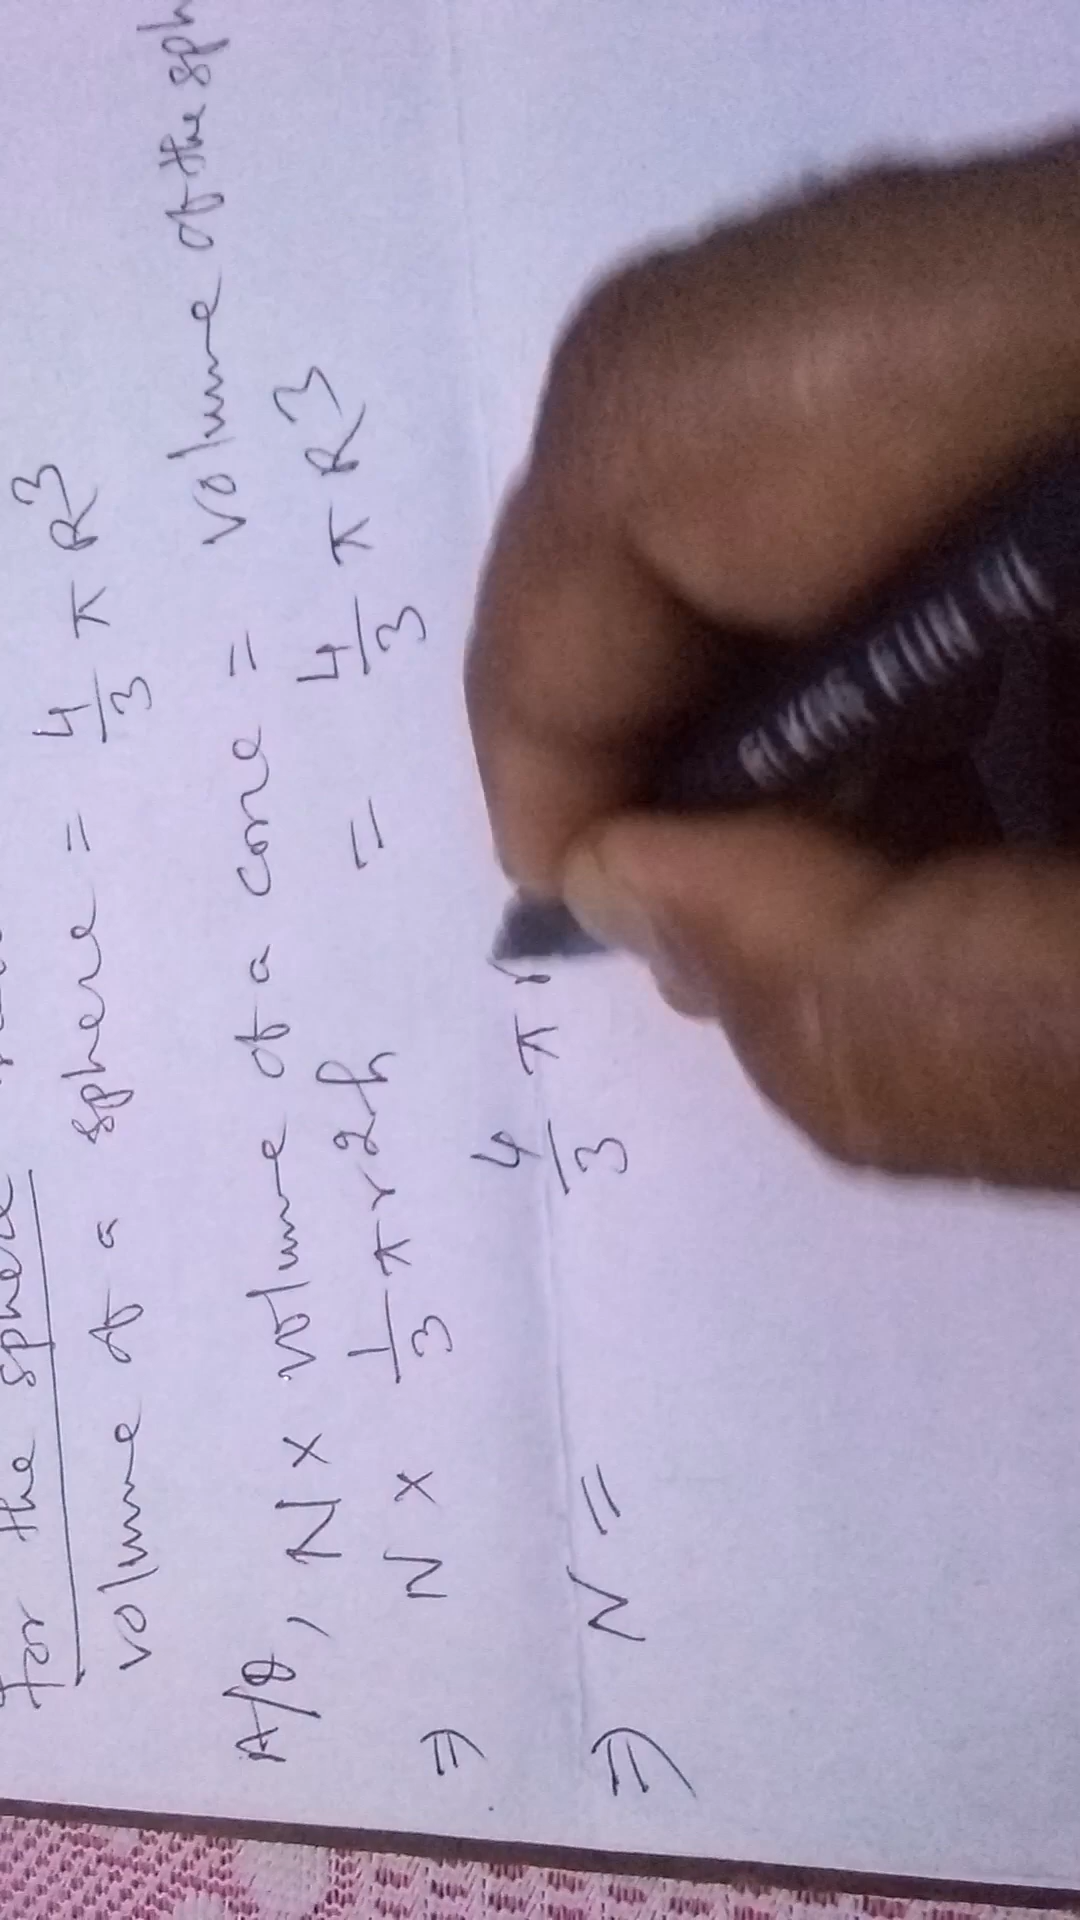 For the sphere
volume of a sphere = 4/3 π R3
A/Q, N x volume of a cone = volume of the sph
⇒ N x 1/3 π r2h = 4/3 π R3
⇒ N = 4/3 π